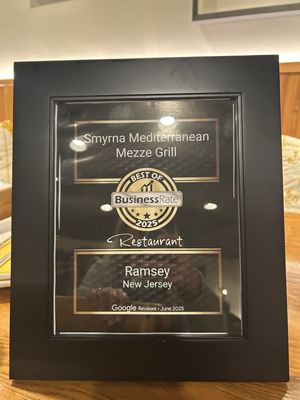 Smyrna Mediterranean
Mezze Grill
BEST OF
BusinessRate
2025
Restaurant
Ramsey
New Jersey
Google Reviews • June 2025